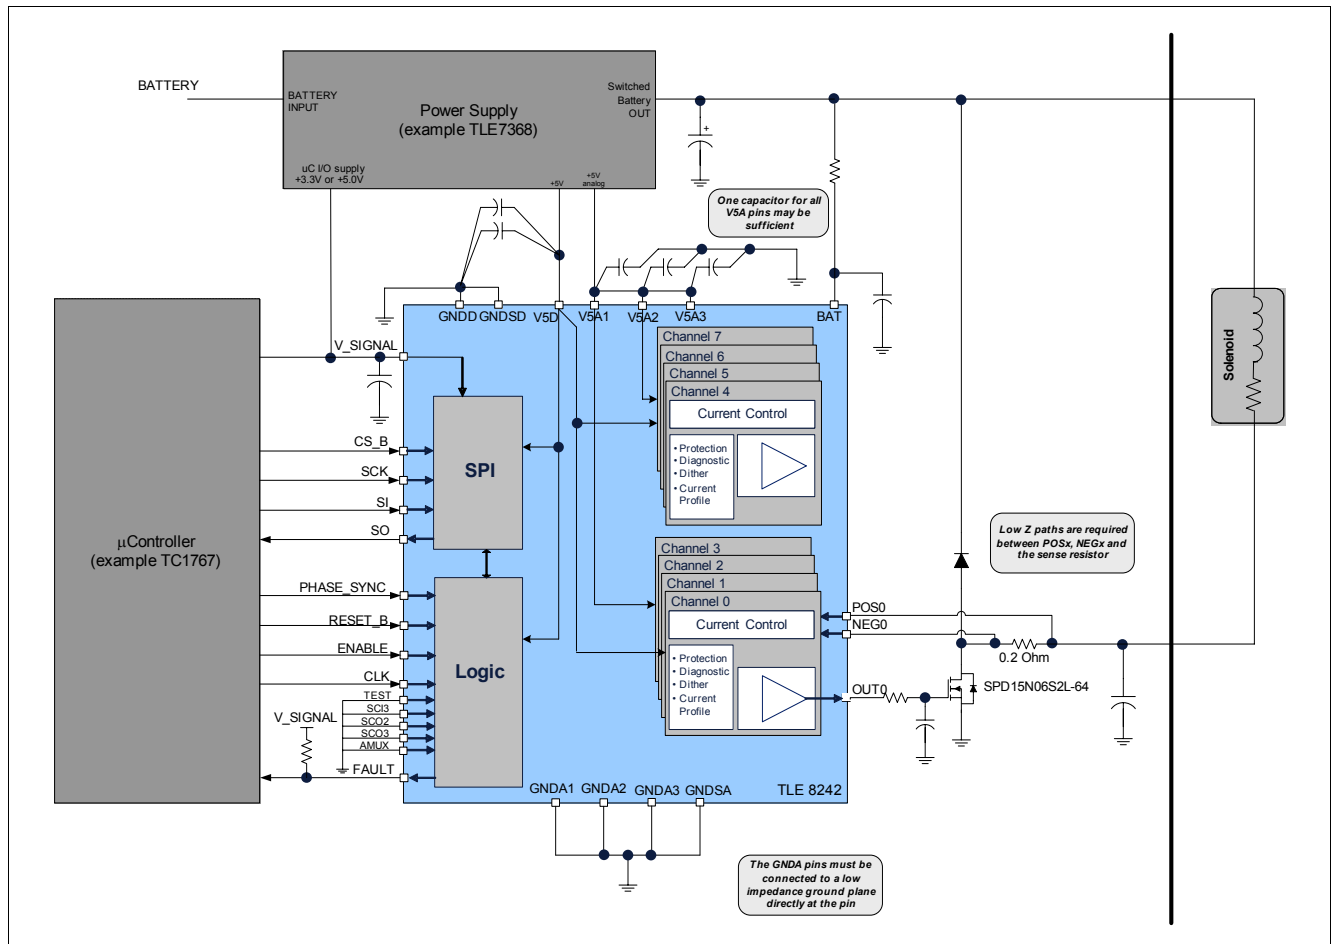 BATTERY
BATTERY
INPUT
Power Supply
(example TLE7368)
Switched
Battery
OUT
uC I/O supply
+3.3V or +5.0V
+5V
+5V
analog
One capacitor for all
V5A pins may be
sufficient
GNDD
GNDSD
V5D
V5A1
V5A2
V5A3
BAT
µController
(example TC1767)
V_SIGNAL
CS_B
SCK
SI
SO
PHASE_SYNC
RESET_B
ENABLE
CLK
TEST
SCI3
SCO2
SCO3
AMUX
V_SIGNAL
FAULT
SPI
Logic
Channel 7
Channel 6
Channel 5
Channel 4
Current Control
• Protection
• Diagnostic
• Dither
• Current
Profile
Channel 3
Channel 2
Channel 1
Channel 0
Current Control
• Protection
• Diagnostic
• Dither
• Current
Profile
POS0
NEG0
OUT0
0.2 Ohm
SPD15N06S2L-64
Low Z paths are required
between POSx, NEGx and
the sense resistor
Solenoid
GNDA1
GNDA2
GNDA3
GNDSA
TLE 8242
The GNDA pins must be
connected to a low
impedance ground plane
directly at the pin